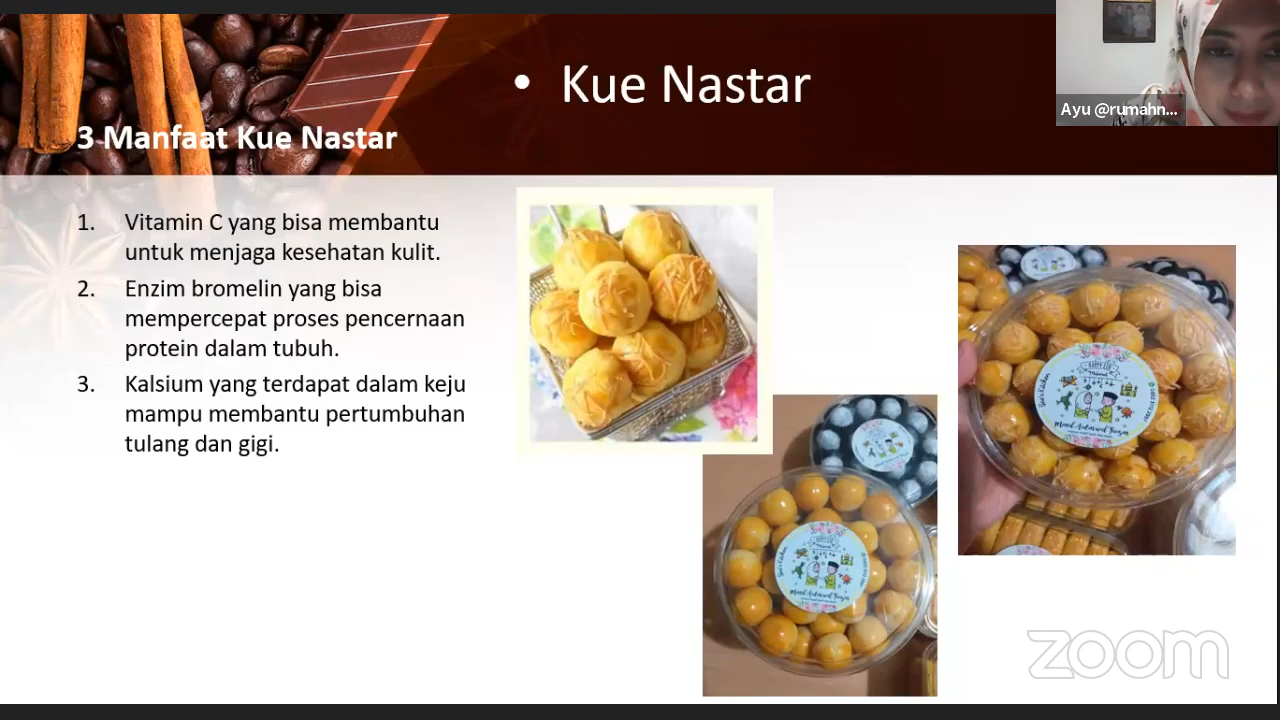 • Kue Nastar
Ayu @rumahn...
3 Manfaat Kue Nastar
1. Vitamin C yang bisa membantu
untuk menjaga kesehatan kulit.
2. Enzim bromelin yang bisa
mempercepat proses pencernaan
protein dalam tubuh.
3. Kalsium yang terdapat dalam keju
mampu membantu pertumbuhan
tulang dan gigi.
zoom